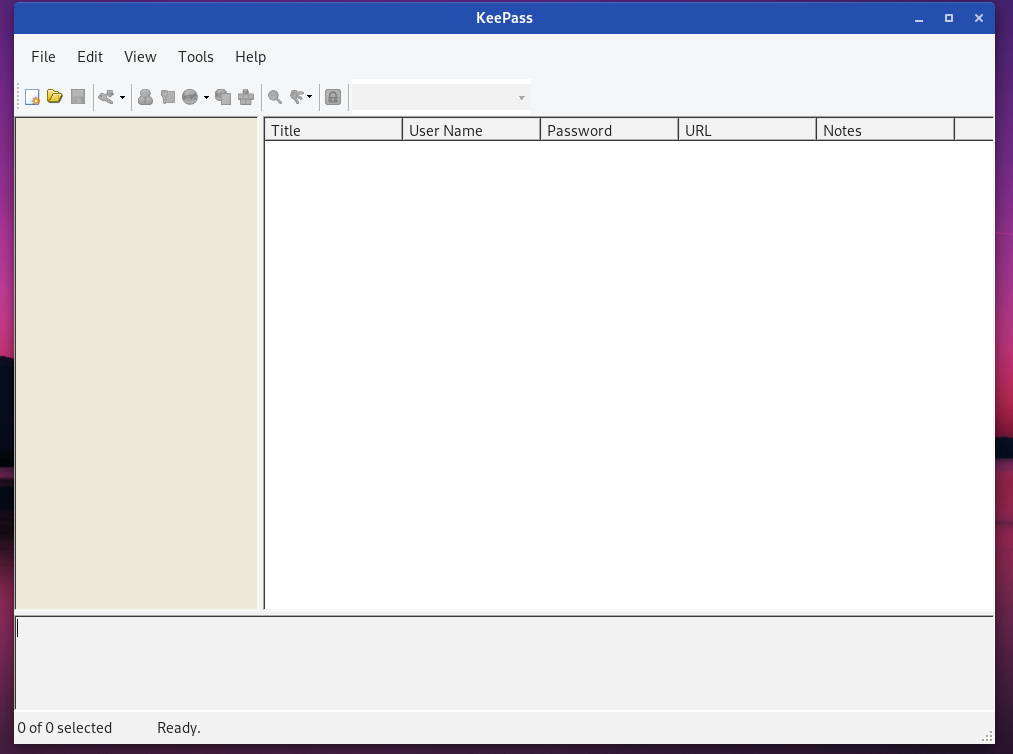 KeePass
File Edit View Tools Help
Title User Name Password URL Notes
0 of 0 selected Ready.